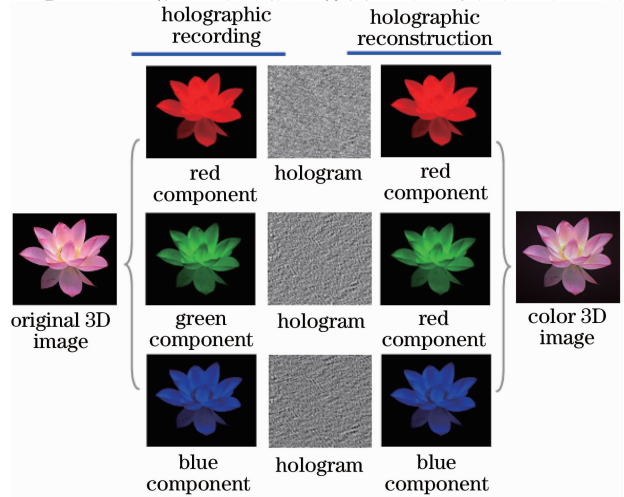 holographic
recording
holographic
reconstruction
red
component
hologram
red
component
original 3D
image
green
component
hologram
red
component
color 3D
image
blue
component
hologram
blue
component